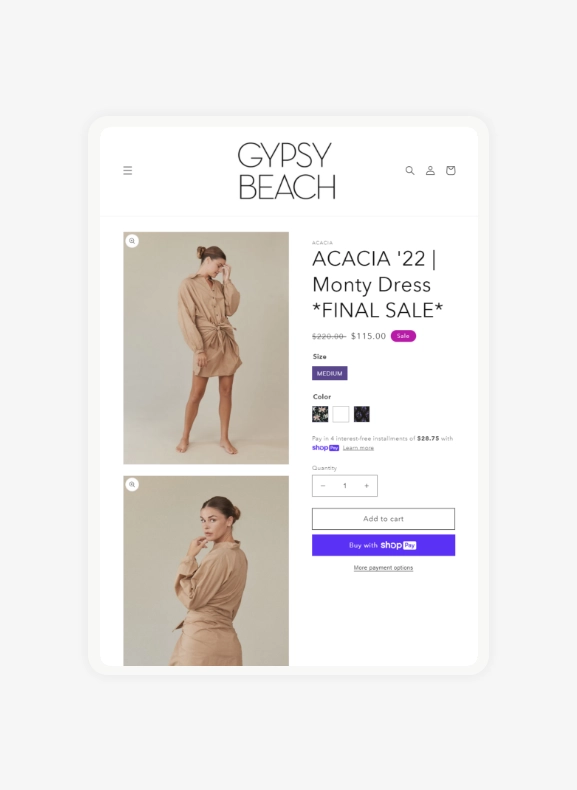 GYPSY
BEACH
ACACIA
ACACIA '22 |
Monty Dress
*FINAL SALE*
$220.00 $115.00 Sale
Size
MEDIUM
Color
Pay in 4 interest-free installments of $28.75 with
shop Pay Learn more
Quantity
− 1 +
Add to cart
Buy with shop Pay
More payment options